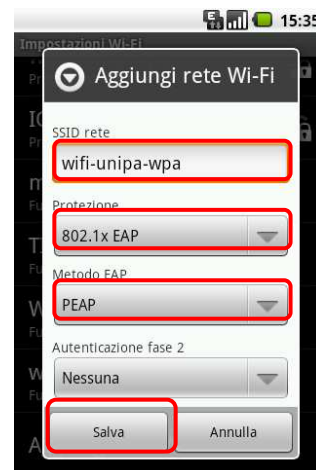 15:35
Impostazioni Wi-Fi
Aggiungi rete Wi-Fi
SSID rete
wifi-unipa-wpa
Protezione
802.1x EAP
Metodo EAP
PEAP
Autenticazione fase 2
Nessuna
Salva
Annulla